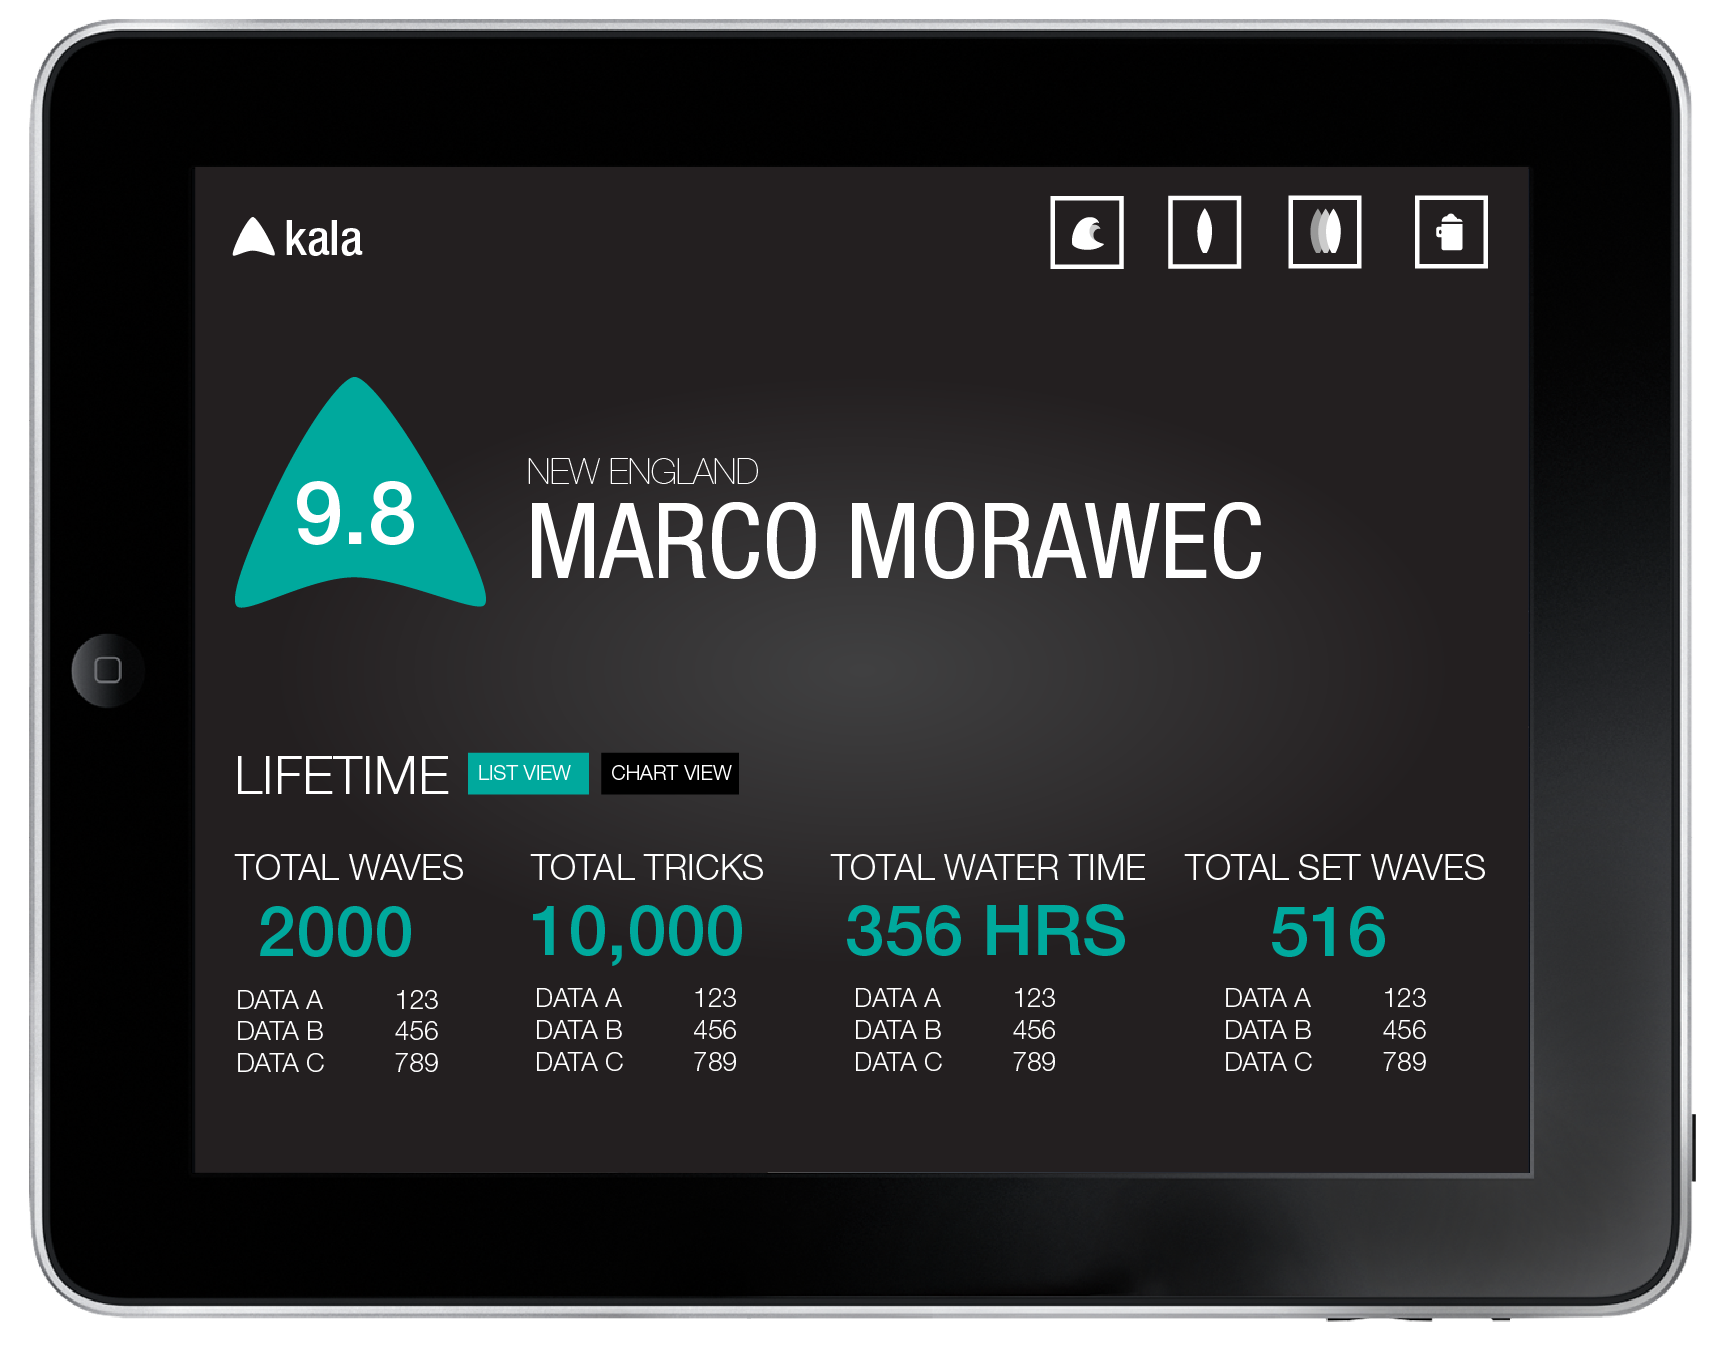 kala
9.8
NEW ENGLAND
MARCO MORAWEC
LIFETIME LIST VIEW CHART VIEW
TOTAL WAVES TOTAL TRICKS TOTAL WATER TIME TOTAL SET WAVES
2000 10,000 356 HRS 516
DATA A 123 DATA A 123 DATA A 123 DATA A 123
DATA B 456 DATA B 456 DATA B 456 DATA B 456
DATA C 789 DATA C 789 DATA C 789 DATA C 789